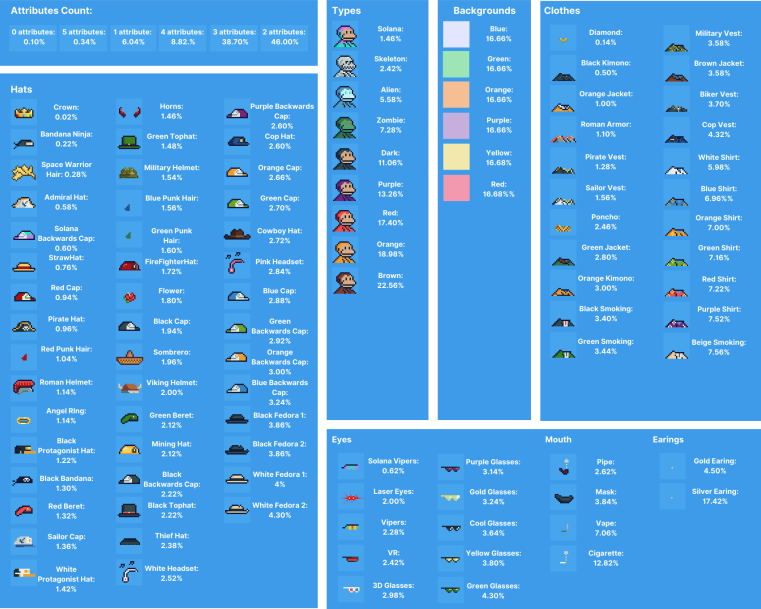 Attributes Count:
0 attributes: 0.10%
5 attributes: 0.34%
1 attribute: 6.04%
4 attributes: 8.82.%
3 attributes: 38.70%
2 attributes: 46.00%
Hats
Crown: 0.02%
Bandana Ninja: 0.22%
Space Warrior Hair: 0.28%
Admiral Hat: 0.58%
Solana Backwards Cap: 0.60%
StrawHat: 0.76%
Red Cap: 0.94%
Pirate Hat: 0.96%
Red Punk Hair: 1.04%
Roman Helmet: 1.14%
Angel Ring: 1.14%
Black Protagonist Hat: 1.22%
Black Bandana: 1.30%
Red Beret: 1.32%
Sailor Cap: 1.36%
White Protagonist Hat: 1.42%
Horns: 1.46%
Green Tophat: 1.48%
Military Helmet: 1.54%
Blue Punk Hair: 1.56%
Green Punk Hair: 1.60%
FireFighterHat: 1.72%
Flower: 1.80%
Black Cap: 1.94%
Sombrero: 1.96%
Viking Helmet: 2.00%
Green Beret: 2.12%
Mining Hat: 2.12%
Black Backwards Cap: 2.22%
Black Tophat: 2.22%
Thief Hat: 2.38%
White Headset: 2.52%
Purple Backwards Cap: 2.60%
Cop Hat: 2.60%
Orange Cap: 2.66%
Green Cap: 2.70%
Cowboy Hat: 2.72%
Pink Headset: 2.84%
Blue Cap: 2.88%
Green Backwards Cap: 2.92%
Orange Backwards Cap: 3.00%
Blue Backwards Cap: 3.24%
Black Fedora 1: 3.86%
Black Fedora 2: 3.86%
White Fedora 1: 4%
White Fedora 2: 4.30%
Types
Solana: 1.46%
Skeleton: 2.42%
Alien: 5.58%
Zombie: 7.28%
Dark: 11.06%
Purple: 13.26%
Red: 17.40%
Orange: 18.98%
Brown: 22.56%
Backgrounds
Blue: 16.66%
Green: 16.66%
Orange: 16.66%
Purple: 16.66%
Yellow: 16.68%
Red: 16.68%%
Clothes
Diamond: 0.14%
Black Kimono: 0.50%
Orange Jacket: 1.00%
Roman Armor: 1.10%
Pirate Vest: 1.28%
Sailor Vest: 1.56%
Poncho: 2.46%
Green Jacket: 2.80%
Orange Kimono: 3.00%
Black Smoking: 3.40%
Green Smoking: 3.44%
Military Vest: 3.58%
Brown Jacket: 3.58%
Biker Vest: 3.70%
Cop Vest: 4.32%
White Shirt: 5.98%
Blue Shirt: 6.96%%
Orange Shirt: 7.00%
Green Shirt: 7.16%
Red Shirt: 7.22%
Purple Shirt: 7.52%
Beige Smoking: 7.56%
Eyes
Solana Vipers: 0.62%
Laser Eyes: 2.00%
Vipers: 2.28%
VR: 2.42%
3D Glasses: 2.98%
Purple Glasses: 3.14%
Gold Glasses: 3.24%
Cool Glasses: 3.64%
Yellow Glasses: 3.80%
Green Glasses: 4.30%
Mouth
Pipe: 2.62%
Mask: 3.84%
Vape: 7.06%
Cigarette: 12.82%
Earings
Gold Earing: 4.50%
Silver Earing: 17.42%